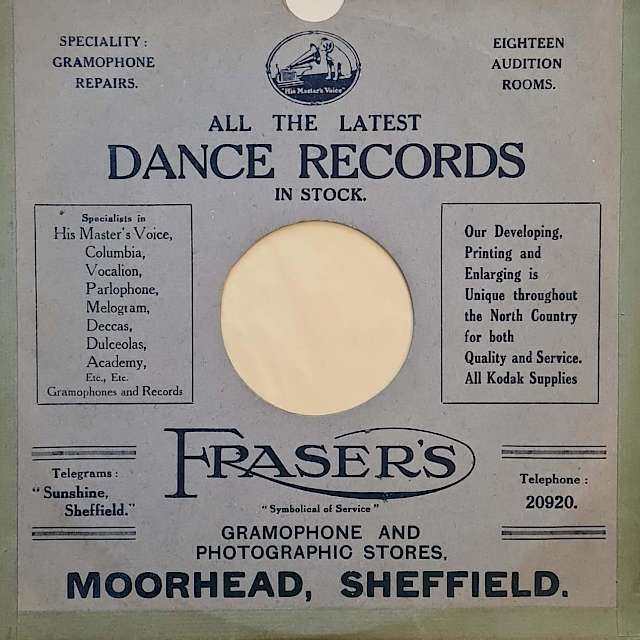 SPECIALITY:
GRAMOPHONE
REPAIRS.
"His Master's Voice"
EIGHTEEN
AUDITION
ROOMS.
ALL THE LATEST
DANCE RECORDS
IN STOCK.
Specialists in
His Master's Voice,
Columbia,
Vocalion,
Parlophone,
Melogram,
Deccas,
Dulceolas,
Academy,
Etc., Etc.
Gramophones and Records
Our Developing,
Printing and
Enlarging is
Unique throughout
the North Country
for both
Quality and Service.
All Kodak Supplies
FRASER'S
"Symbolical of Service"
Telegrams:
"Sunshine,
Sheffield."
Telephone:
20920.
GRAMOPHONE AND
PHOTOGRAPHIC STORES,
MOORHEAD, SHEFFIELD.